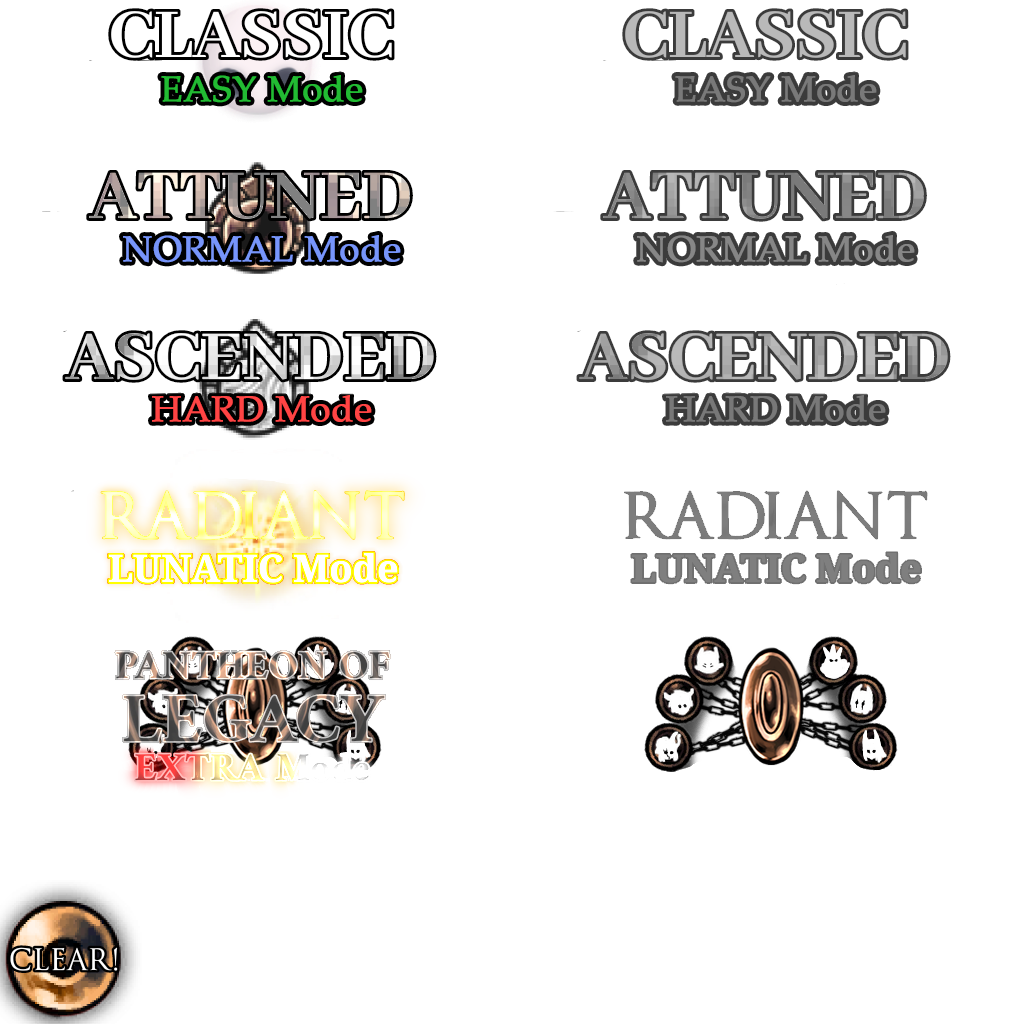 CLASSIC
EASY Mode
CLASSIC
EASY Mode
ATTUNED
NORMAL Mode
ATTUNED
NORMAL Mode
ASCENDED
HARD Mode
ASCENDED
HARD Mode
RADIANT
LUNATIC Mode
RADIANT
LUNATIC Mode
PANTHEON OF
LEGACY
EXTRA Mode
CLEAR!